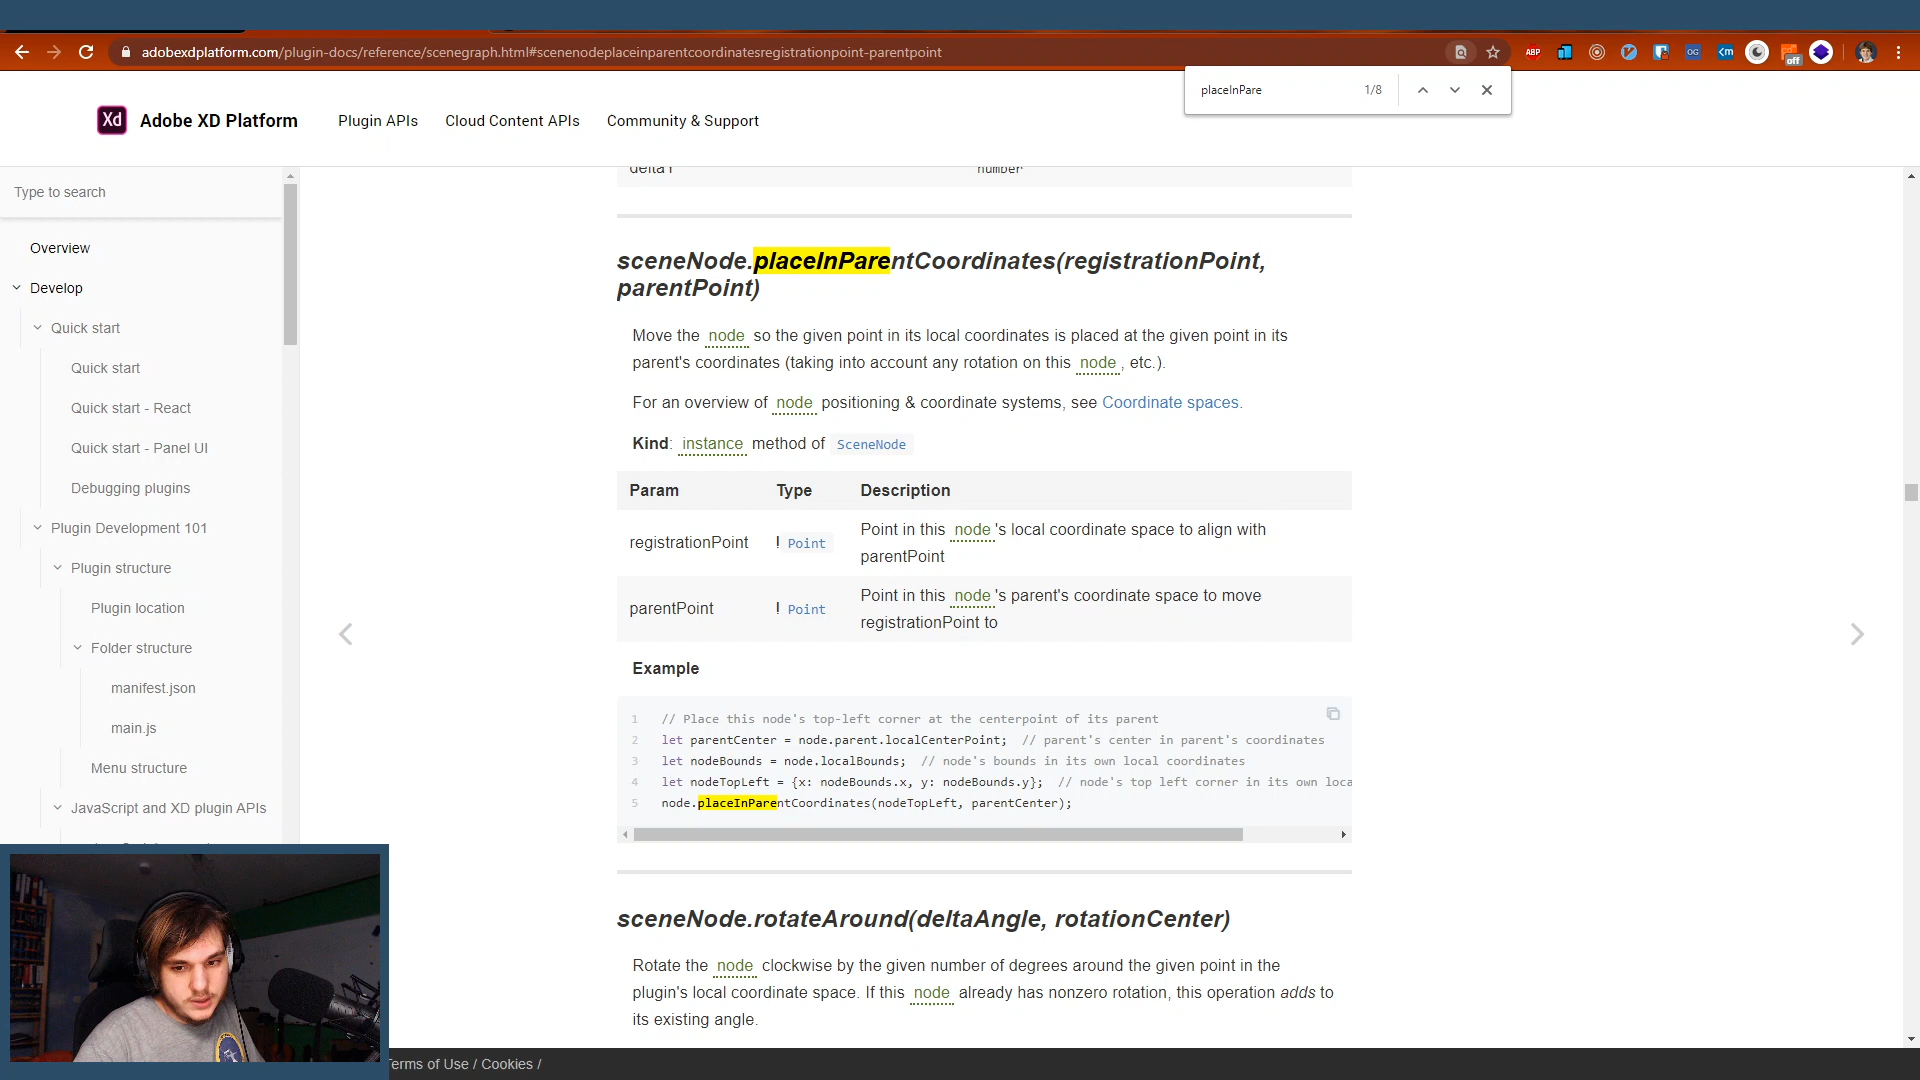 adobexdplatform.com/plugin-docs/reference/scenegraph.html#scenenodeplaceinparentcoordinatesregistrationpoint-parentpoint
ABP
OG
<m
off
placeInPare
1/8
Xd
Adobe XD Platform
Plugin APIs
Cloud Content APIs
Community & Support
Type to search
Overview
Develop
Quick start
Quick start
Quick start - React
Quick start - Panel UI
Debugging plugins
Plugin Development 101
Plugin structure
Plugin location
Folder structure
manifest.json
main.js
Menu structure
JavaScript and XD plugin APIs
deltaY number
sceneNode.placeInParentCoordinates(registrationPoint,
parentPoint)
Move the node so the given point in its local coordinates is placed at the given point in its
parent's coordinates (taking into account any rotation on this node, etc.).
For an overview of node positioning & coordinate systems, see Coordinate spaces.
Kind: instance method of SceneNode
Param Type Description
registrationPoint ! Point Point in this node's local coordinate space to align with
parentPoint
parentPoint ! Point Point in this node's parent's coordinate space to move
registrationPoint to
Example
1 // Place this node's top-left corner at the centerpoint of its parent
2 let parentCenter = node.parent.localCenterPoint; // parent's center in parent's coordinates
3 let nodeBounds = node.localBounds; // node's bounds in its own local coordinates
4 let nodeTopLeft = {x: nodeBounds.x, y: nodeBounds.y}; // node's top left corner in its own loca
5 node.placeInParentCoordinates(nodeTopLeft, parentCenter);
sceneNode.rotateAround(deltaAngle, rotationCenter)
Rotate the node clockwise by the given number of degrees around the given point in the
plugin's local coordinate space. If this node already has nonzero rotation, this operation adds to
its existing angle.
Terms of Use / Cookies /